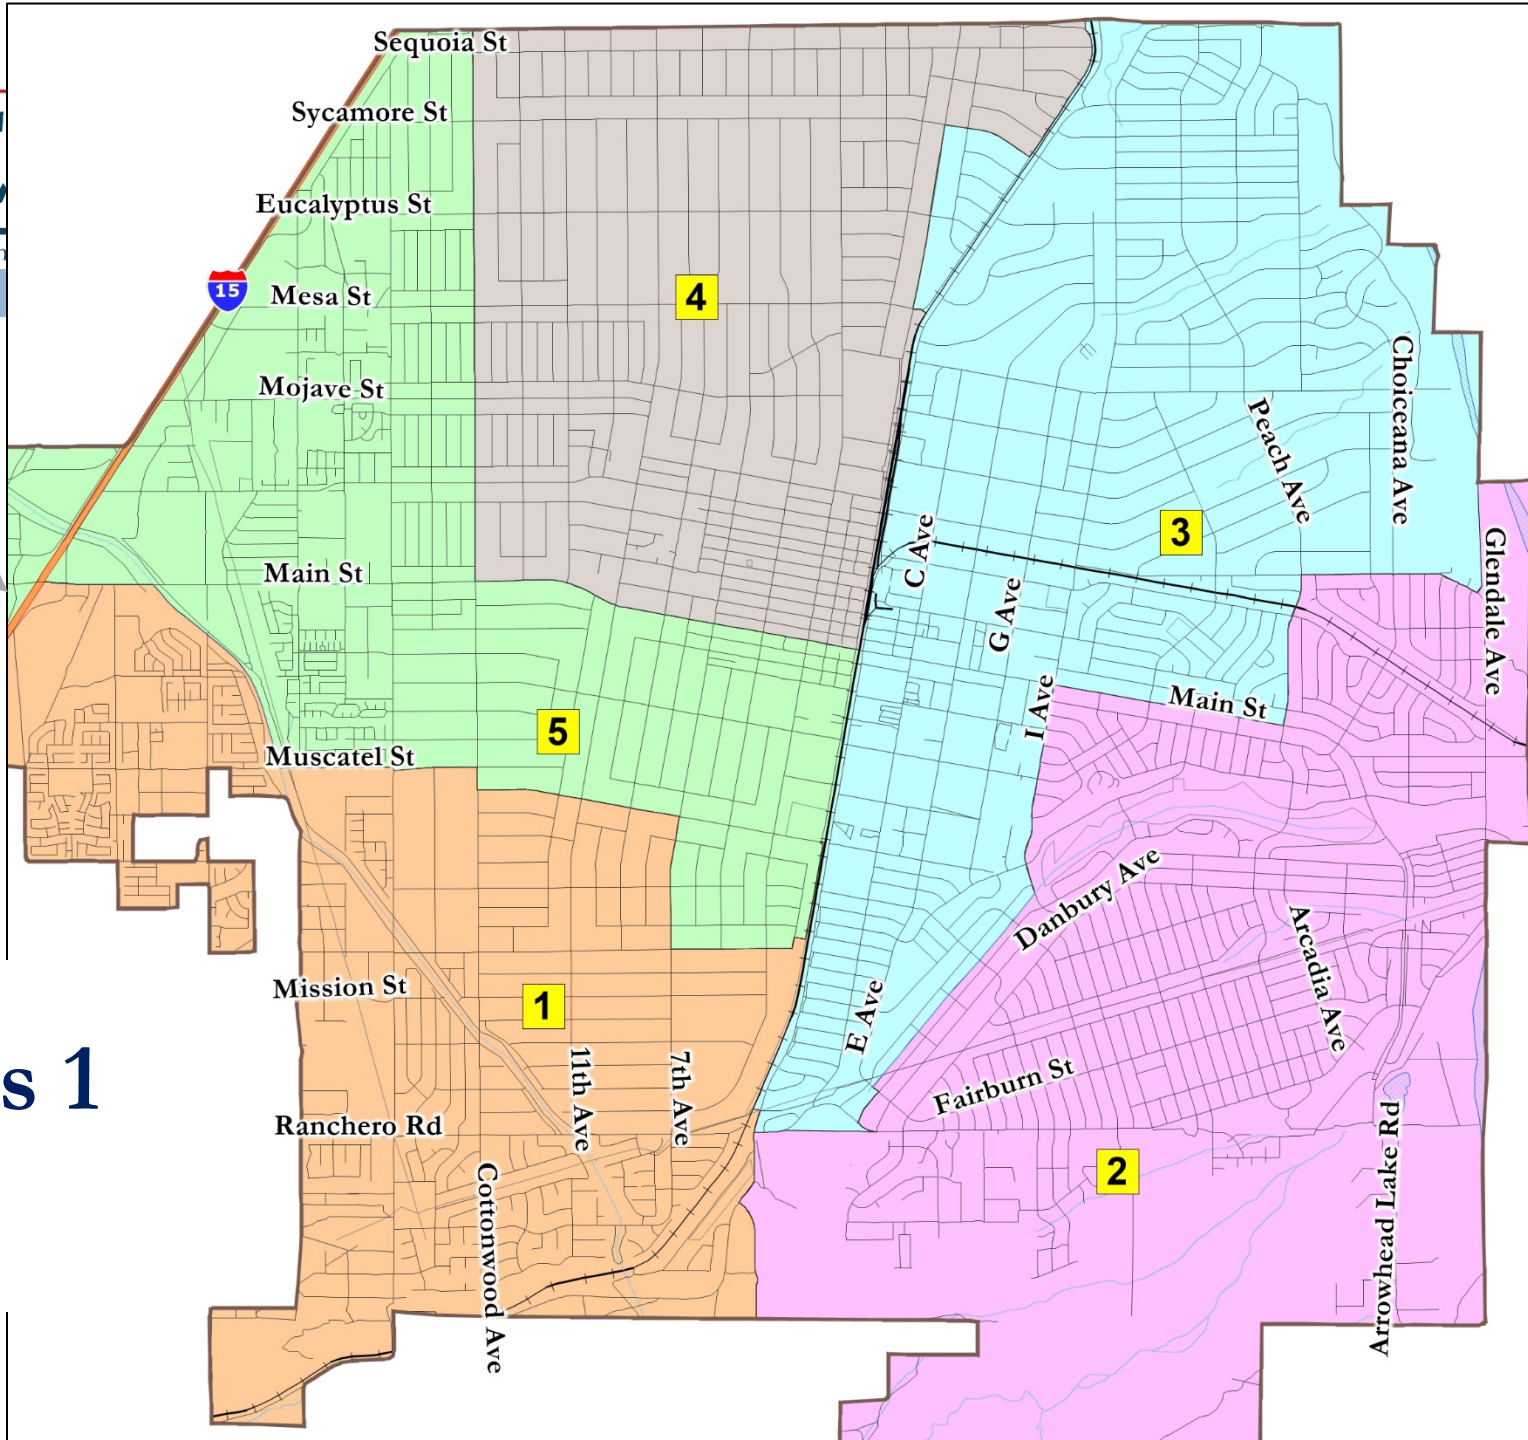 Sequoia St
Sycamore St
Eucalyptus St
15
Mesa St
4
Mojave St
Choiceana Ave
Peach Ave
3
C Ave
Glendale Ave
Main St
G Ave
I Ave
Main St
5
Muscatel St
Danbury Ave
Arcadia Ave
Mission St
1
E Ave
s 1
11th Ave
7th Ave
Fairburn St
Ranchero Rd
Arrowhead Lake Rd
2
Cottonwood Ave